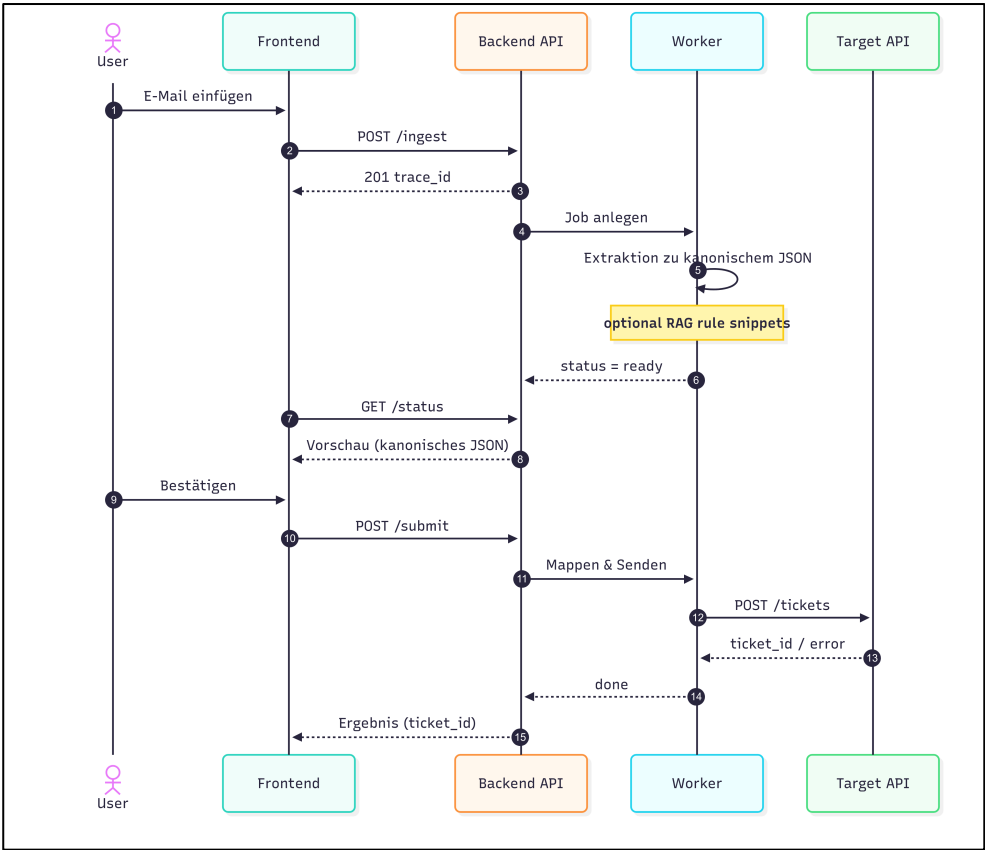 User
Frontend
Backend API
Worker
Target API
E-Mail einfügen
1
POST /ingest
2
201 trace_id
3
Job anlegen
4
Extraktion zu kanonischem JSON
5
optional RAG rule snippets
status = ready
6
GET /status
7
Vorschau (kanonisches JSON)
8
Bestätigen
9
POST /submit
10
Mappen & Senden
11
POST /tickets
12
ticket_id / error
13
done
14
Ergebnis (ticket_id)
15
User
Frontend
Backend API
Worker
Target API